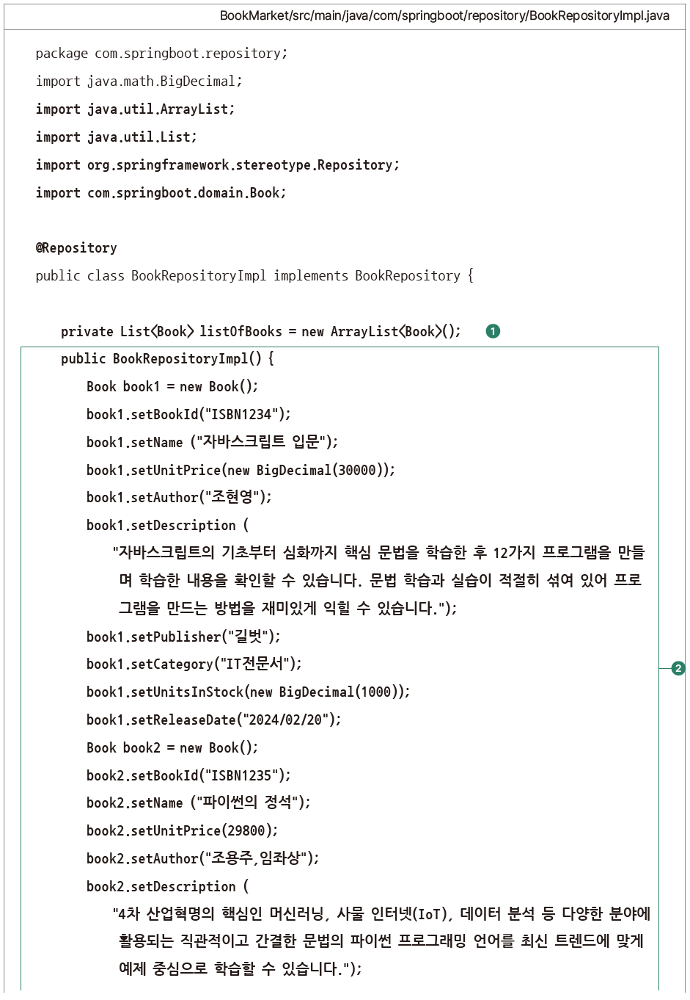 BookMarket/src/main/java/com/springboot/repository/BookRepositoryImpl.java
package com.springboot.repository;
import java.math.BigDecimal;
import java.util.ArrayList;
import java.util.List;
import org.springframework.stereotype.Repository;
import com.springboot.domain.Book;
@Repository
public class BookRepositoryImpl implements BookRepository {
private List<Book> listOfBooks = new ArrayList<Book>(); 1
public BookRepositoryImpl() {
Book book1 = new Book();
book1.setBookId("ISBN1234");
book1.setName ("자바스크립트 입문");
book1.setUnitPrice(new BigDecimal(30000));
book1.setAuthor("조현영");
book1.setDescription (
"자바스크립트의 기초부터 심화까지 핵심 문법을 학습한 후 12가지 프로그램을 만들
며 학습한 내용을 확인할 수 있습니다. 문법 학습과 실습이 적절히 섞여 있어 프로
그램을 만드는 방법을 재미있게 익힐 수 있습니다.");
book1.setPublisher("길벗");
book1.setCategory("IT전문서");
2
book1.setUnitsInStock(new BigDecimal(1000));
book1.setReleaseDate("2024/02/20");
Book book2 = new Book();
book2.setBookId("ISBN1235");
book2.setName ("파이썬의 정석");
book2.setUnitPrice(29800);
book2.setAuthor("조용주,임좌상");
book2.setDescription (
"4차 산업혁명의 핵심인 머신러닝, 사물 인터넷(IoT), 데이터 분석 등 다양한 분야에
활용되는 직관적이고 간결한 문법의 파이썬 프로그래밍 언어를 최신 트렌드에 맞게
예제 중심으로 학습할 수 있습니다.");